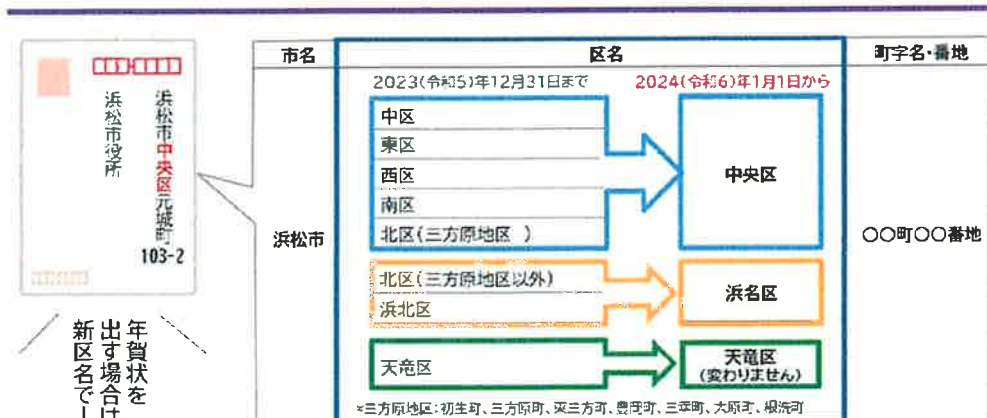 市名
区名
町字名・番地
2023(令和5)年12月31日まで
2024(令和6)年1月1日から
中区
東区
西区
南区
北区(三方原地区 )
中央区
浜松市
〇〇町〇〇番地
北区(三方原地区以外)
浜北区
浜名区
天竜区
天竜区
(変わりません)
*三方原地区:初生町、三方原町、東三方町、豊岡町、三幸町、大原町、根洗町
浜松市中央区元城町
103-2
浜松市役所
年賀状を
出す場合は
新区名で